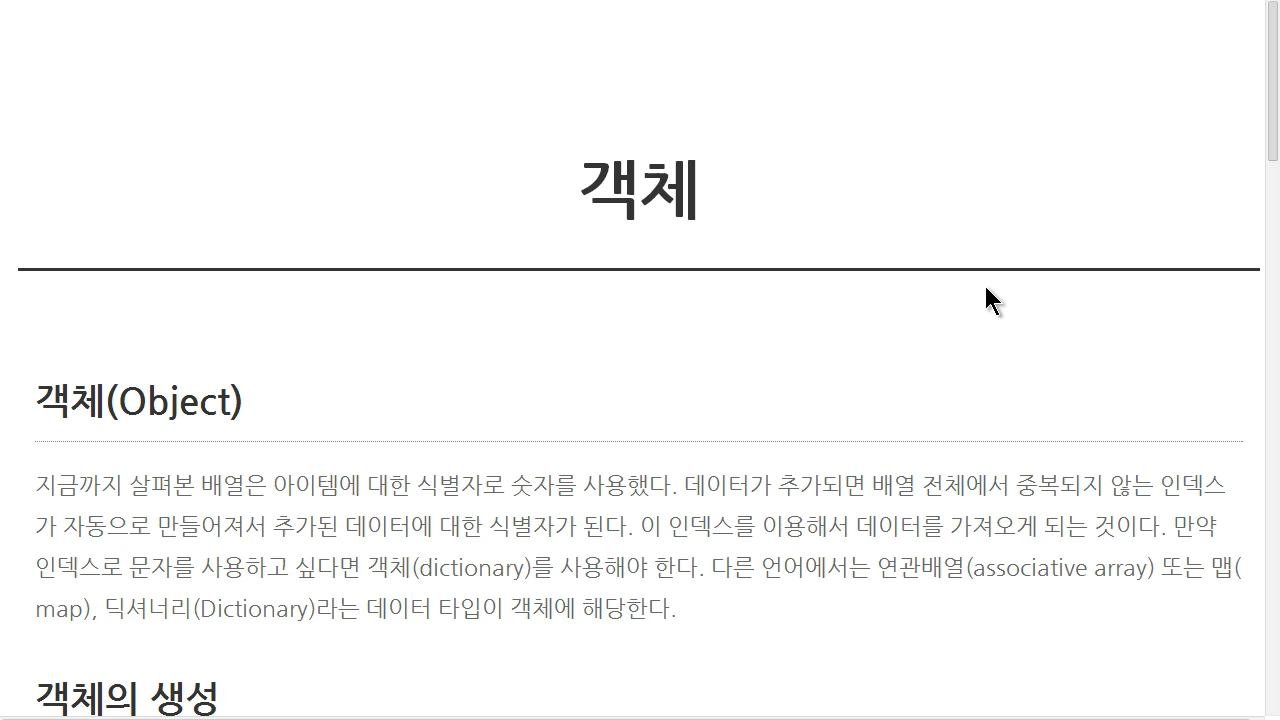 객체
객체(Object)
지금까지 살펴본 배열은 아이템에 대한 식별자로 숫자를 사용했다. 데이터가 추가되면 배열 전체에서 중복되지 않는 인덱스
가 자동으로 만들어져서 추가된 데이터에 대한 식별자가 된다. 이 인덱스를 이용해서 데이터를 가져오게 되는 것이다. 만약
인덱스로 문자를 사용하고 싶다면 객체(dictionary)를 사용해야 한다. 다른 언어에서는 연관배열(associative array) 또는 맵(
map), 딕셔너리(Dictionary)라는 데이터 타입이 객체에 해당한다.
객체의 생성